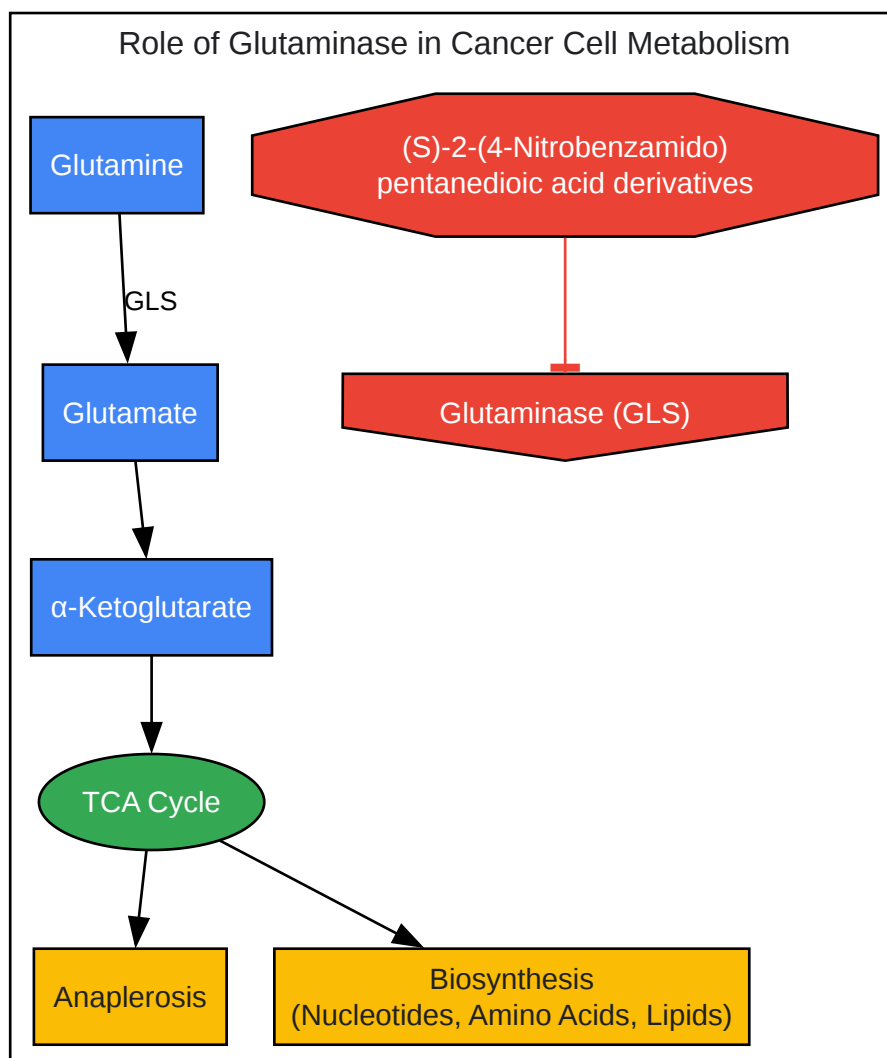 Role of Glutaminase in Cancer Cell Metabolism
Glutamine
(S)-2-(4-Nitrobenzamido)
pentanedioic acid derivatives
GLS
Glutamate
Glutaminase (GLS)
α-Ketoglutarate
TCA Cycle
Anaplerosis
Biosynthesis
(Nucleotides, Amino Acids, Lipids)